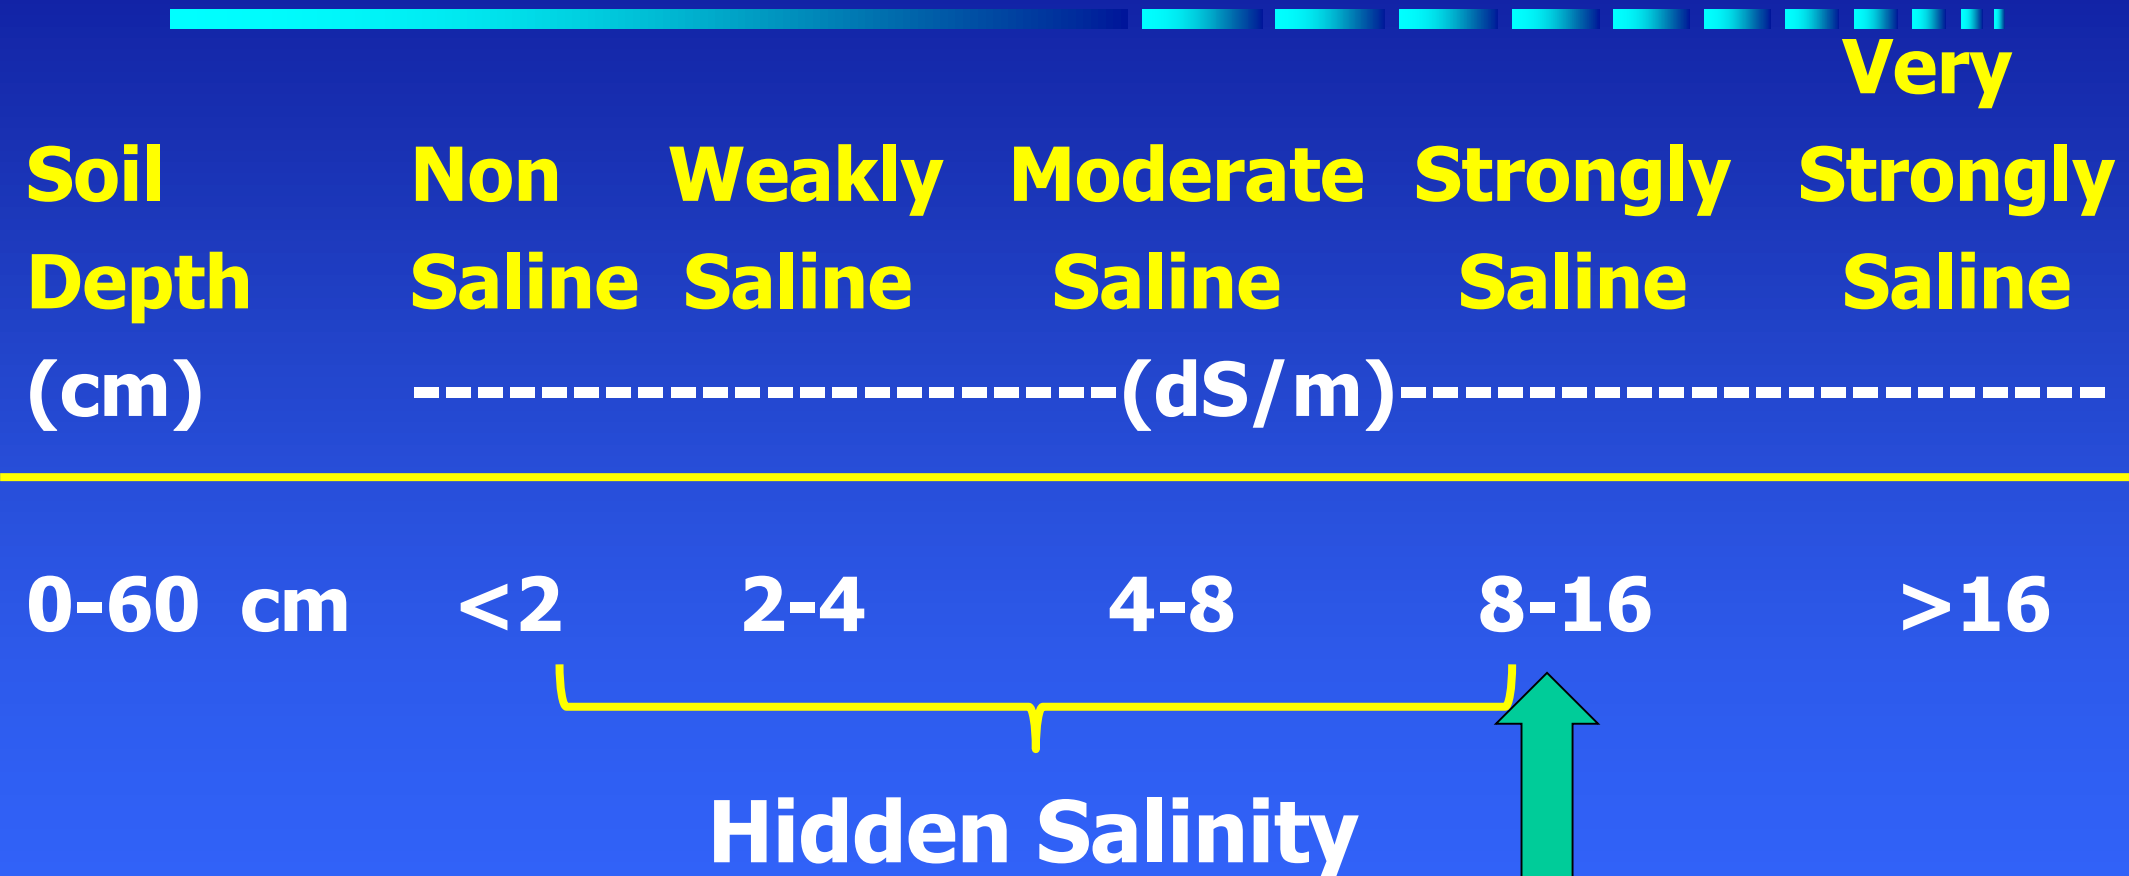 Very
Soil Non Weakly Moderate Strongly Strongly
Depth Saline Saline Saline Saline Saline
(cm) ----------------------(dS/m)----------------------
0-60 cm <2 2-4 4-8 8-16 >16
Hidden Salinity